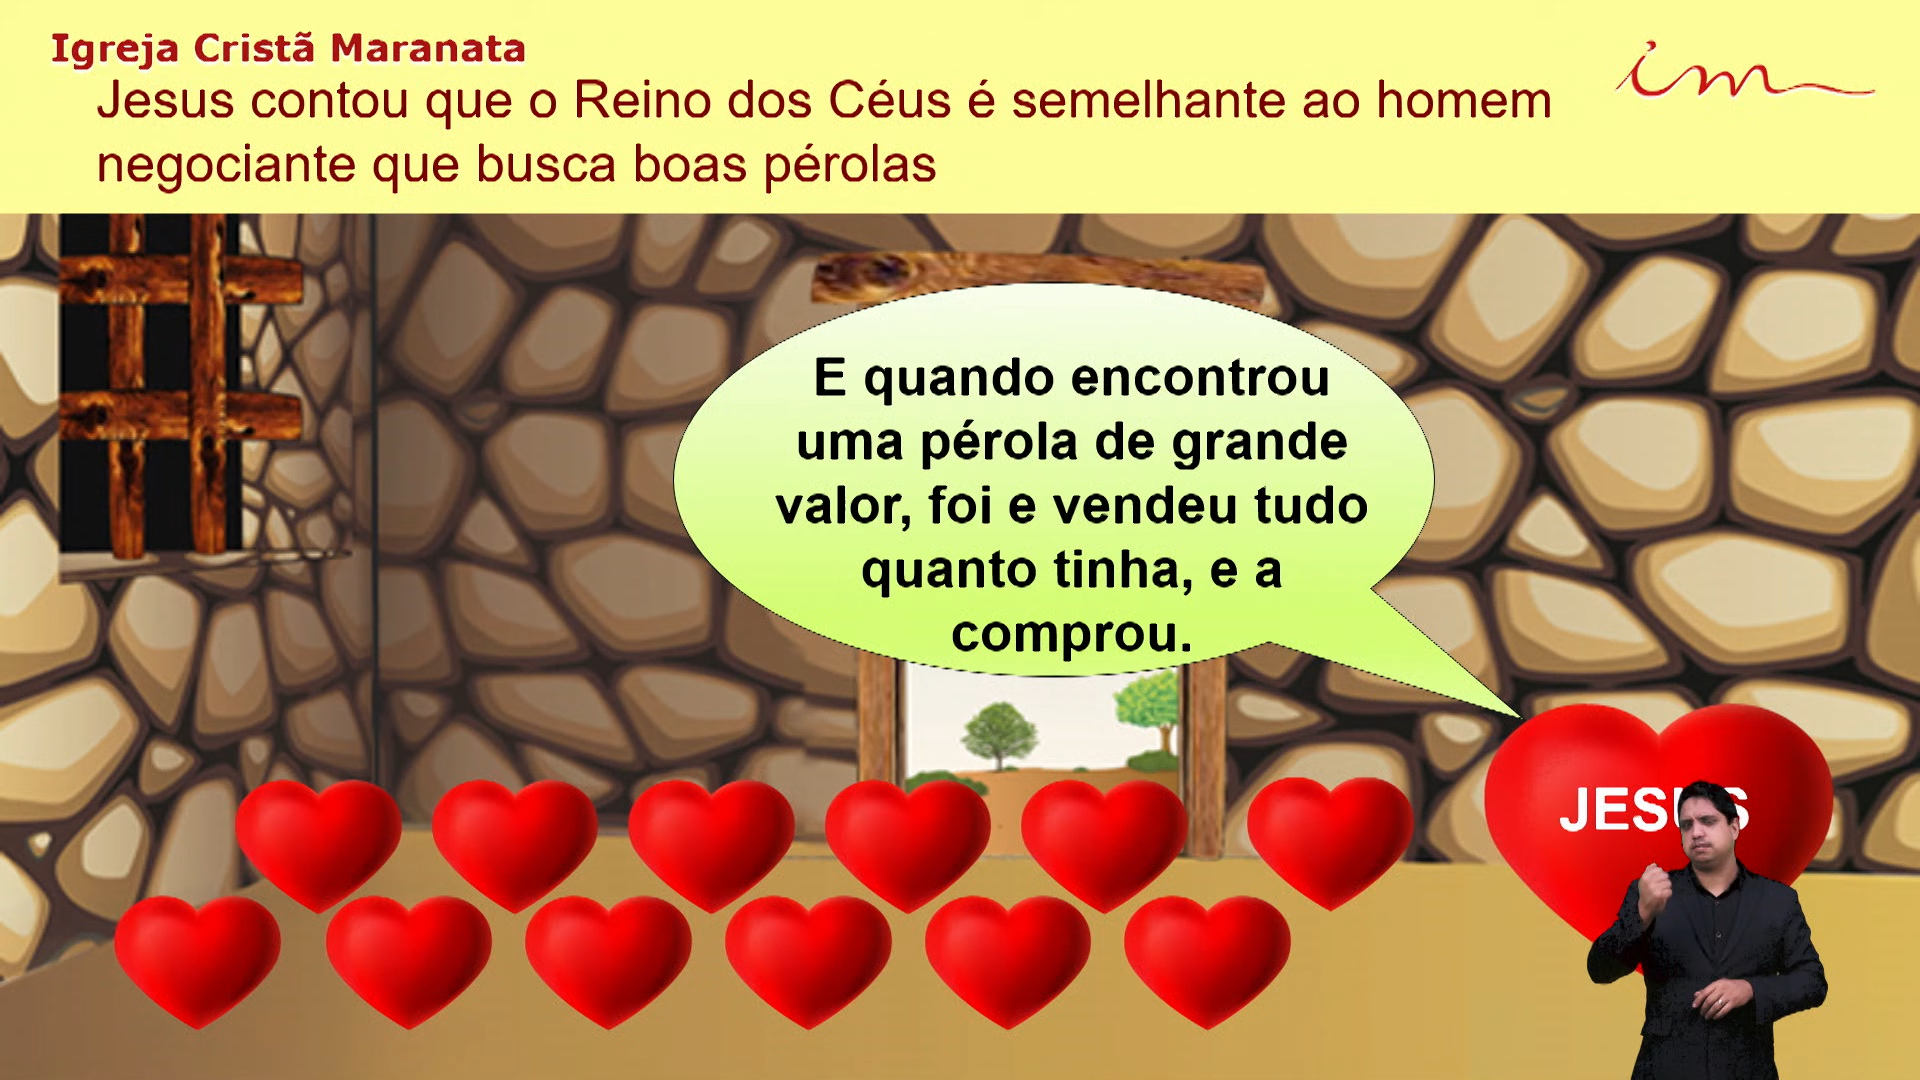 Igreja Cristã Maranata
Jesus contou que o Reino dos Céus é semelhante ao homem
negociante que busca boas pérolas
E quando encontrou
uma pérola de grande
valor, foi e vendeu tudo
quanto tinha, e a
comprou.
JESUS